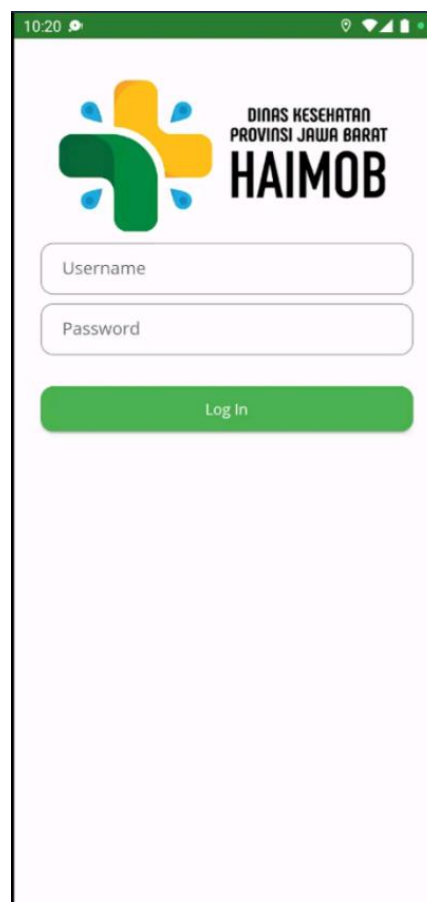 10:20
DINAS KESEHATAN
PROVINSI JAWA BARAT
HAIMOB
Username
Password
Log In